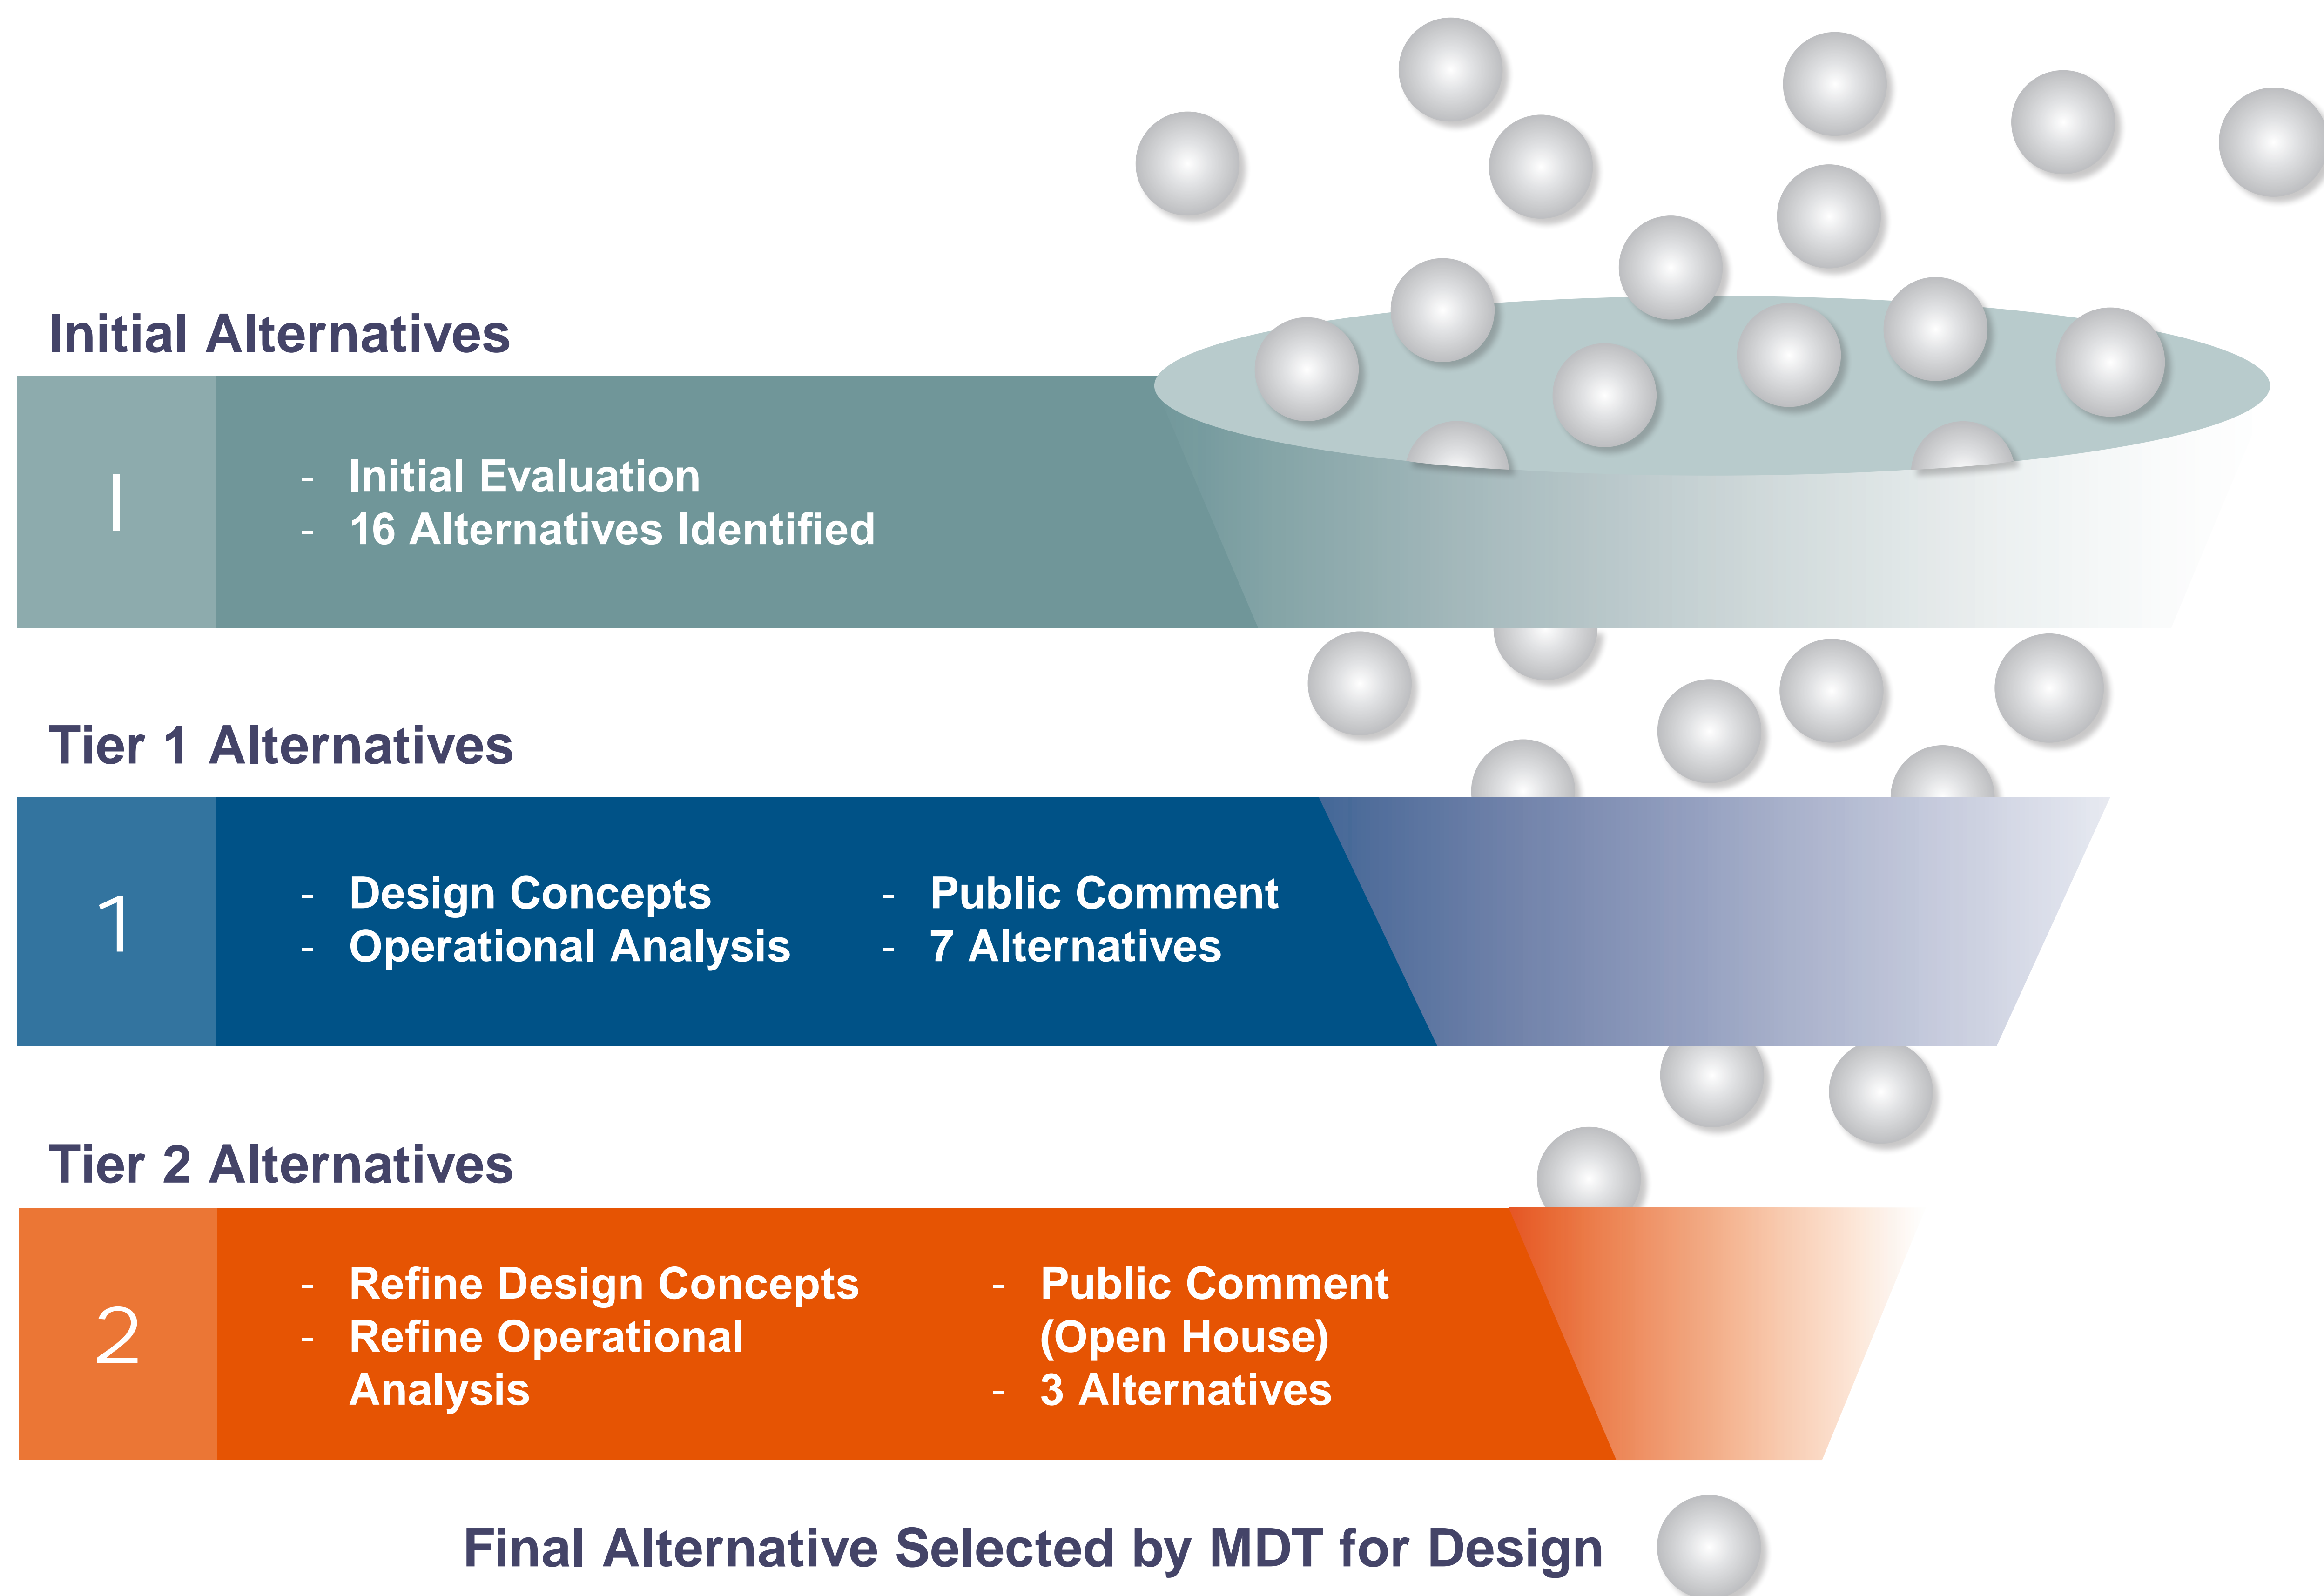 Initial Alternatives
I
- Initial Evaluation
- 16 Alternatives Identified
Tier 1 Alternatives
1
- Design Concepts
- Operational Analysis
- Public Comment
- 7 Alternatives
Tier 2 Alternatives
2
- Refine Design Concepts
- Refine Operational
Analysis
- Public Comment
(Open House)
- 3 Alternatives
Final Alternative Selected by MDT for Design